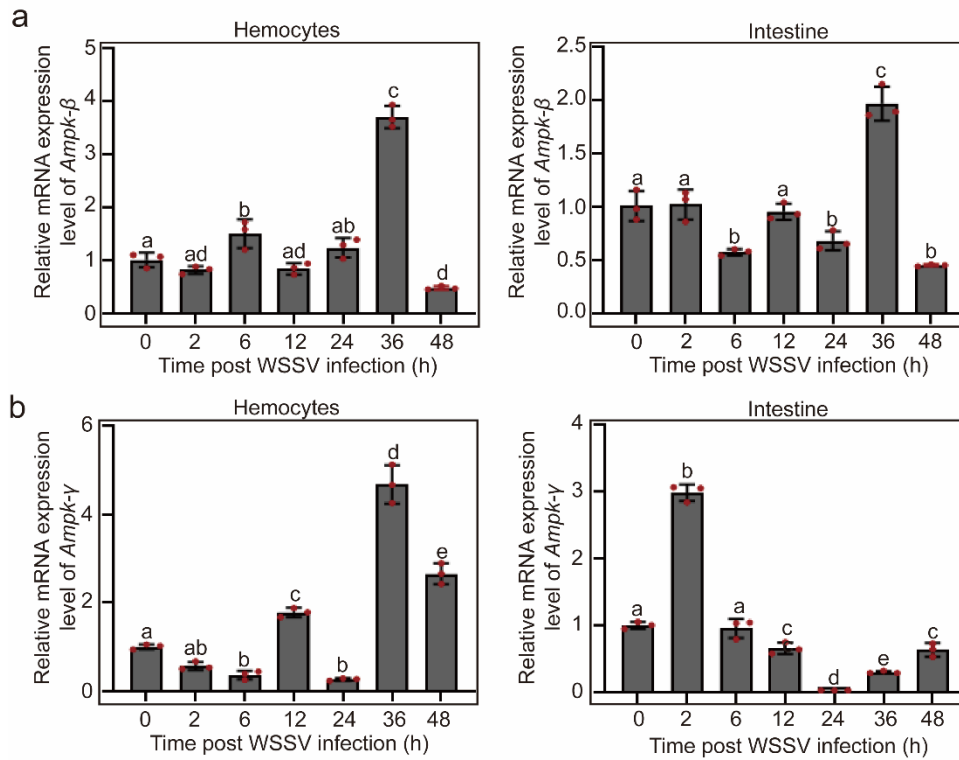 a
Hemocytes
Relative mRNA expression
level of Ampk-β
5
4
3
2
1
0
a
ad
b
ad
ab
c
d
0 2 6 12 24 36 48
Time post WSSV infection (h)
Intestine
Relative mRNA expression
level of Ampk-β
2.5
2.0
1.5
1.0
0.5
0.0
a
a
b
a
b
c
b
0 2 6 12 24 36 48
Time post WSSV infection (h)
b
Hemocytes
Relative mRNA expression
level of Ampk-γ
6
4
2
0
a
ab
b
c
b
d
e
0 2 6 12 24 36 48
Time post WSSV infection (h)
Intestine
Relative mRNA expression
level of Ampk-γ
4
3
2
1
0
a
b
a
c
d
e
c
0 2 6 12 24 36 48
Time post WSSV infection (h)